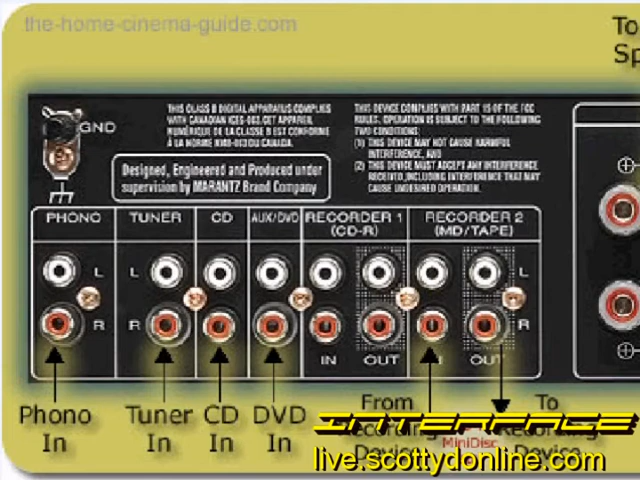 the-home-cinema-guide.com
To
Sp
THIS CLASS B DIGITAL APPARATUS COMPLIES
WITH CANADIAN ICES-003.CET APPAREIL
NUMÉRIQUE DE LA CLASSE B EST CONFORME
À LA NORME NMB-003 DU CANADA.
THIS DEVICE COMPLIES WITH PART 15 OF THE FCC
RULES. OPERATION IS SUBJECT TO THE FOLLOWING
TWO CONDITIONS:
(1) THIS DEVICE MAY NOT CAUSE HARMFUL
INTERFERENCE, AND
(2) THIS DEVICE MUST ACCEPT ANY INTERFERENCE
RECEIVED,INCLUDING INTERFERENCE THAT MAY
CAUSE UNDESIRED OPERATION.
GND
Designed, Engineered and Produced under
supervision by MARANTZ Brand Company
PHONO
TUNER
CD
AUX/DVD
RECORDER 1
(CD-R)
RECORDER 2
(MD/TAPE)
L
L
L
R
R
R
IN
OUT
OUT
Phono
In
Tuner
In
CD
In
DVD
In
From
Recording
Device
To
Recording
Device
INTERFACE
MiniDisc
live.scottydonline.com